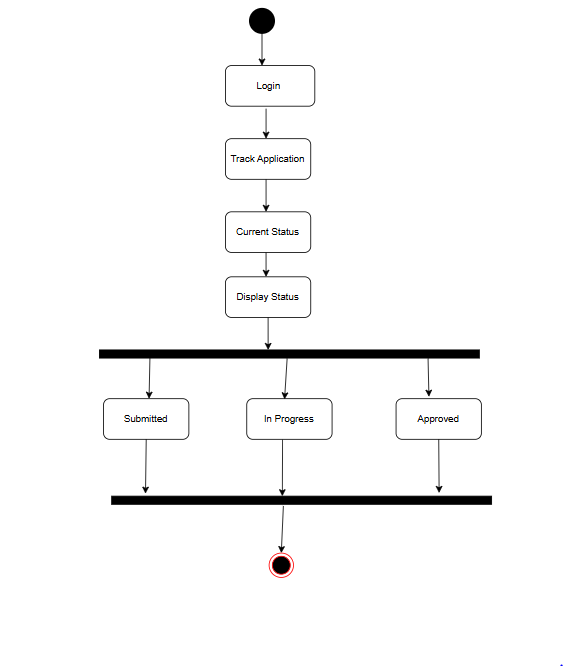 Login
Track Application
Current Status
Display Status
Submitted
In Progress
Approved